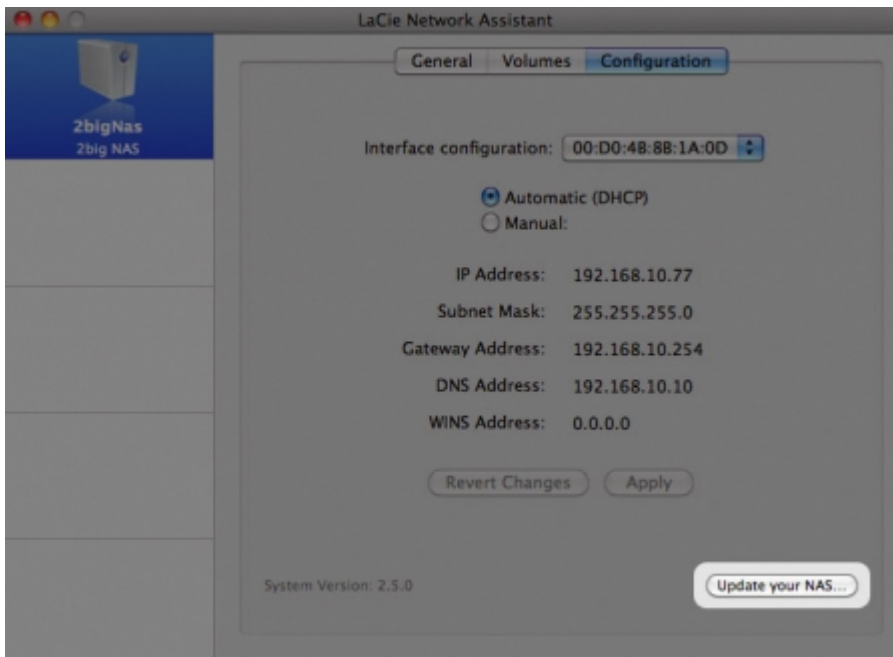 LaCie Network Assistant
2bigNas
2big NAS
General Volumes Configuration
Interface configuration: 00:D0:4B:8B:1A:0D
Automatic (DHCP)
Manual:
IP Address: 192.168.10.77
Subnet Mask: 255.255.255.0
Gateway Address: 192.168.10.254
DNS Address: 192.168.10.10
WINS Address: 0.0.0.0
Revert Changes Apply
System Version: 2.5.0 Update your NAS...